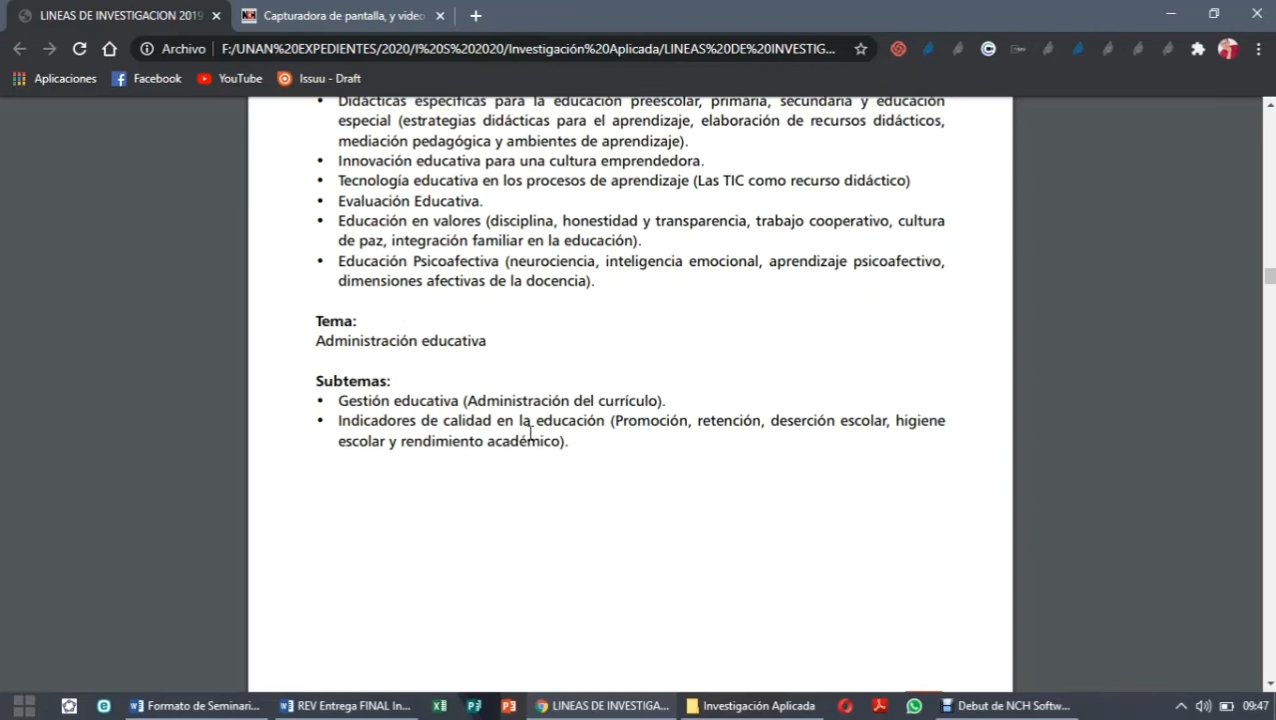 LINEAS DE INVESTIGACION 2019
Capturadora de pantalla, y video
Archivo
F:/UNAN%20EXPEDIENTES/2020/I%20S%202020/Investigación%20Aplicada/LINEAS%20DE%20INVESTIG...
Aplicaciones
Facebook
YouTube
Issuu - Draft
• Didácticas específicas para la educación preescolar, primaria, secundaria y educación
especial (estrategias didácticas para el aprendizaje, elaboración de recursos didácticos,
mediación pedagógica y ambientes de aprendizaje).
• Innovación educativa para una cultura emprendedora.
• Tecnología educativa en los procesos de aprendizaje (Las TIC como recurso didáctico)
• Evaluación Educativa.
• Educación en valores (disciplina, honestidad y transparencia, trabajo cooperativo, cultura
de paz, integración familiar en la educación).
• Educación Psicoafectiva (neurociencia, inteligencia emocional, aprendizaje psicoafectivo,
dimensiones afectivas de la docencia).
Tema:
Administración educativa
Subtemas:
• Gestión educativa (Administración del currículo).
• Indicadores de calidad en la educación (Promoción, retención, deserción escolar, higiene
escolar y rendimiento académico).
Formato de Seminari...
REV Entrega FINAL In...
LINEAS DE INVESTIGA...
Investigación Aplicada
Debut de NCH Softw...
09:47